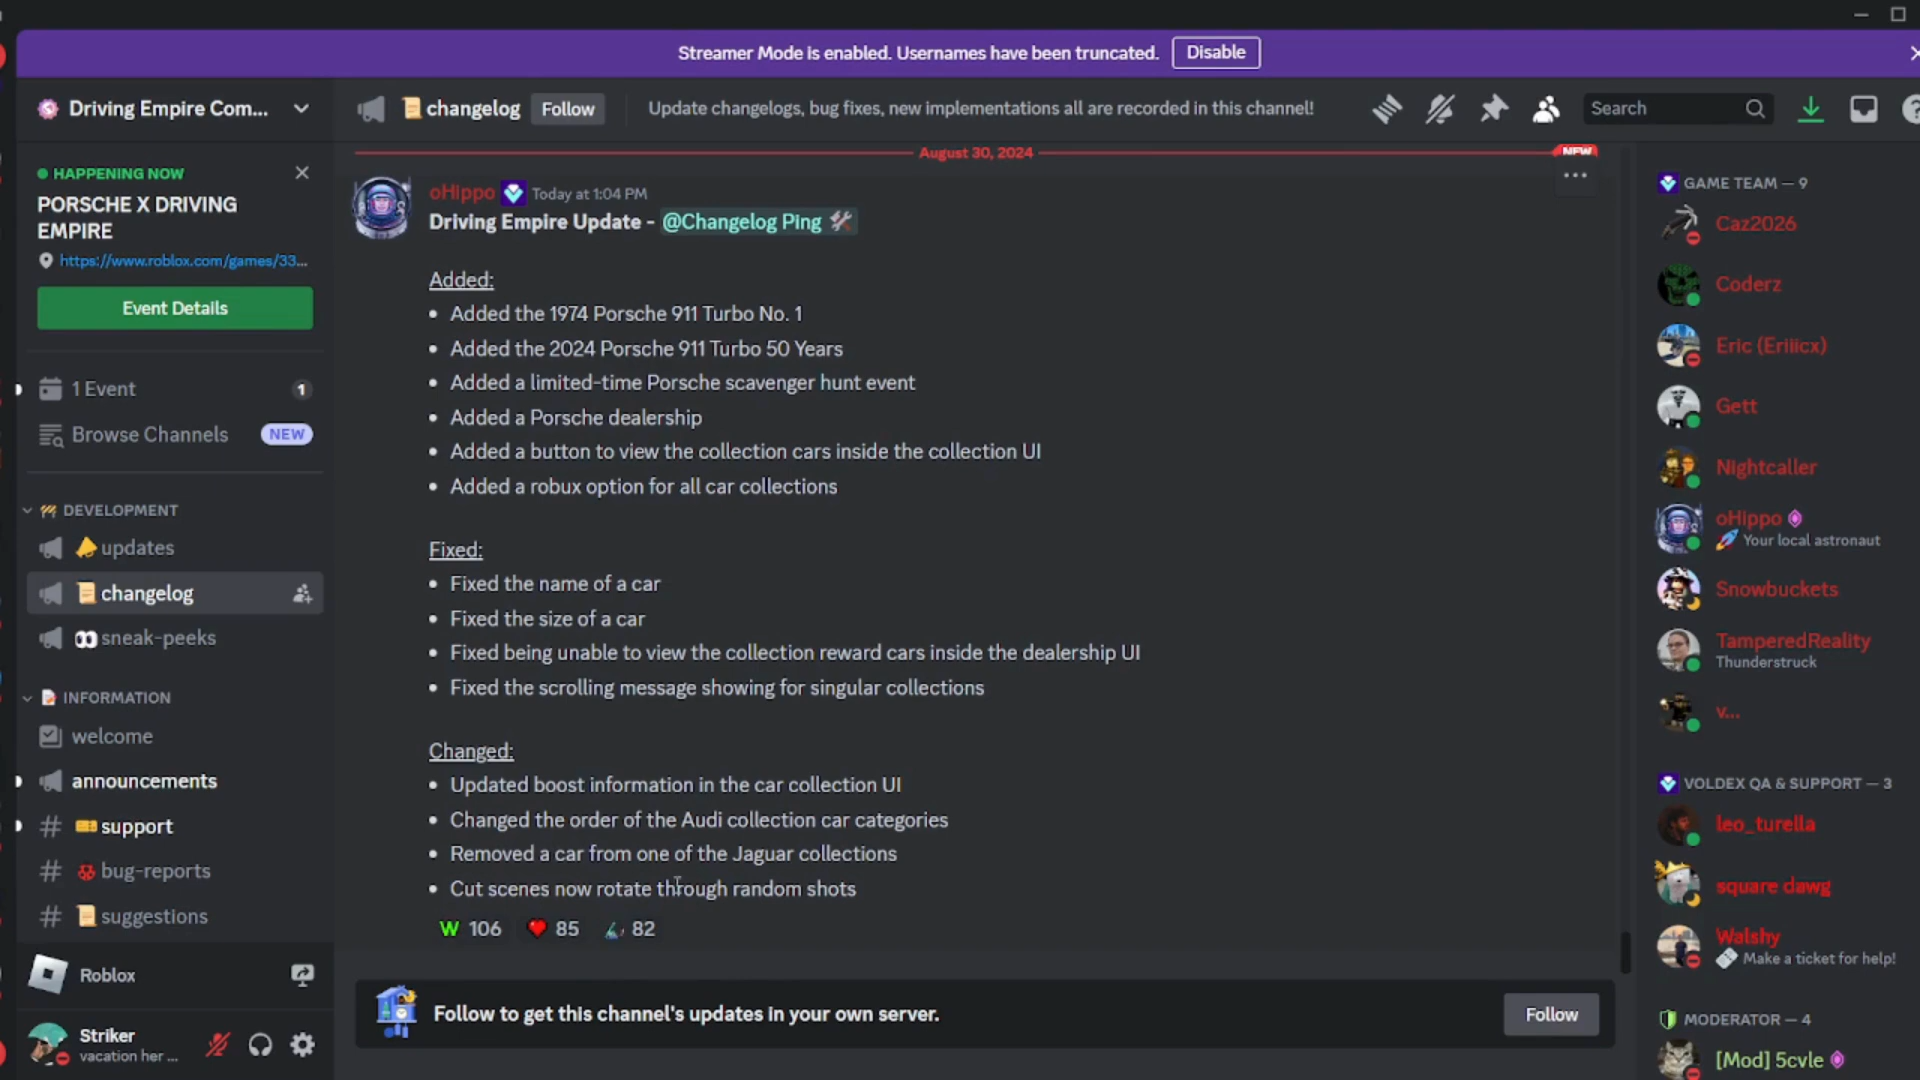 Streamer Mode is enabled. Usernames have been truncated. Disable
Driving Empire Com...
changelog Follow Update changelogs, bug fixes, new implementations all are recorded in this channel! Search
HAPPENING NOW
PORSCHE X DRIVING
EMPIRE
https://www.roblox.com/games/33...
Event Details
1 Event 1
Browse Channels NEW
DEVELOPMENT
updates
changelog
sneak-peeks
INFORMATION
welcome
announcements
support
bug-reports
suggestions
Roblox
Striker
vacation her ...
August 30, 2024 NEW
oHippo Today at 1:04 PM
Driving Empire Update - @Changelog Ping
Added:
• Added the 1974 Porsche 911 Turbo No. 1
• Added the 2024 Porsche 911 Turbo 50 Years
• Added a limited-time Porsche scavenger hunt event
• Added a Porsche dealership
• Added a button to view the collection cars inside the collection UI
• Added a robux option for all car collections
Fixed:
• Fixed the name of a car
• Fixed the size of a car
• Fixed being unable to view the collection reward cars inside the dealership UI
• Fixed the scrolling message showing for singular collections
Changed:
• Updated boost information in the car collection UI
• Changed the order of the Audi collection car categories
• Removed a car from one of the Jaguar collections
• Cut scenes now rotate through random shots
W 106 85 82
Follow to get this channel's updates in your own server. Follow
GAME TEAM — 9
Caz2026
Coderz
Eric (Eriiicx)
Gett
Nightcaller
oHippo
Your local astronaut
Snowbuckets
TamperedReality
Thunderstruck
v...
VOLDEX QA & SUPPORT — 3
leo_turella
square dawg
Walshy
Make a ticket for help!
MODERATOR — 4
[Mod] 5cvle